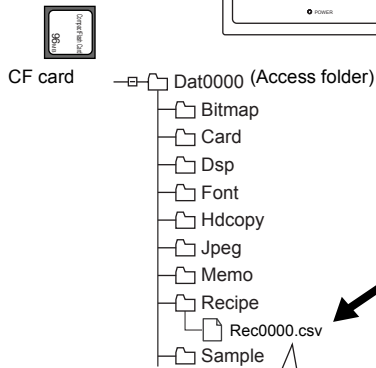 POWER
CompactFlash Card
96MB
CF card
Dat0000 (Access folder)
Bitmap
Card
Dsp
Font
Hdcopy
Jpeg
Memo
Recipe
Rec0000.csv
Sample